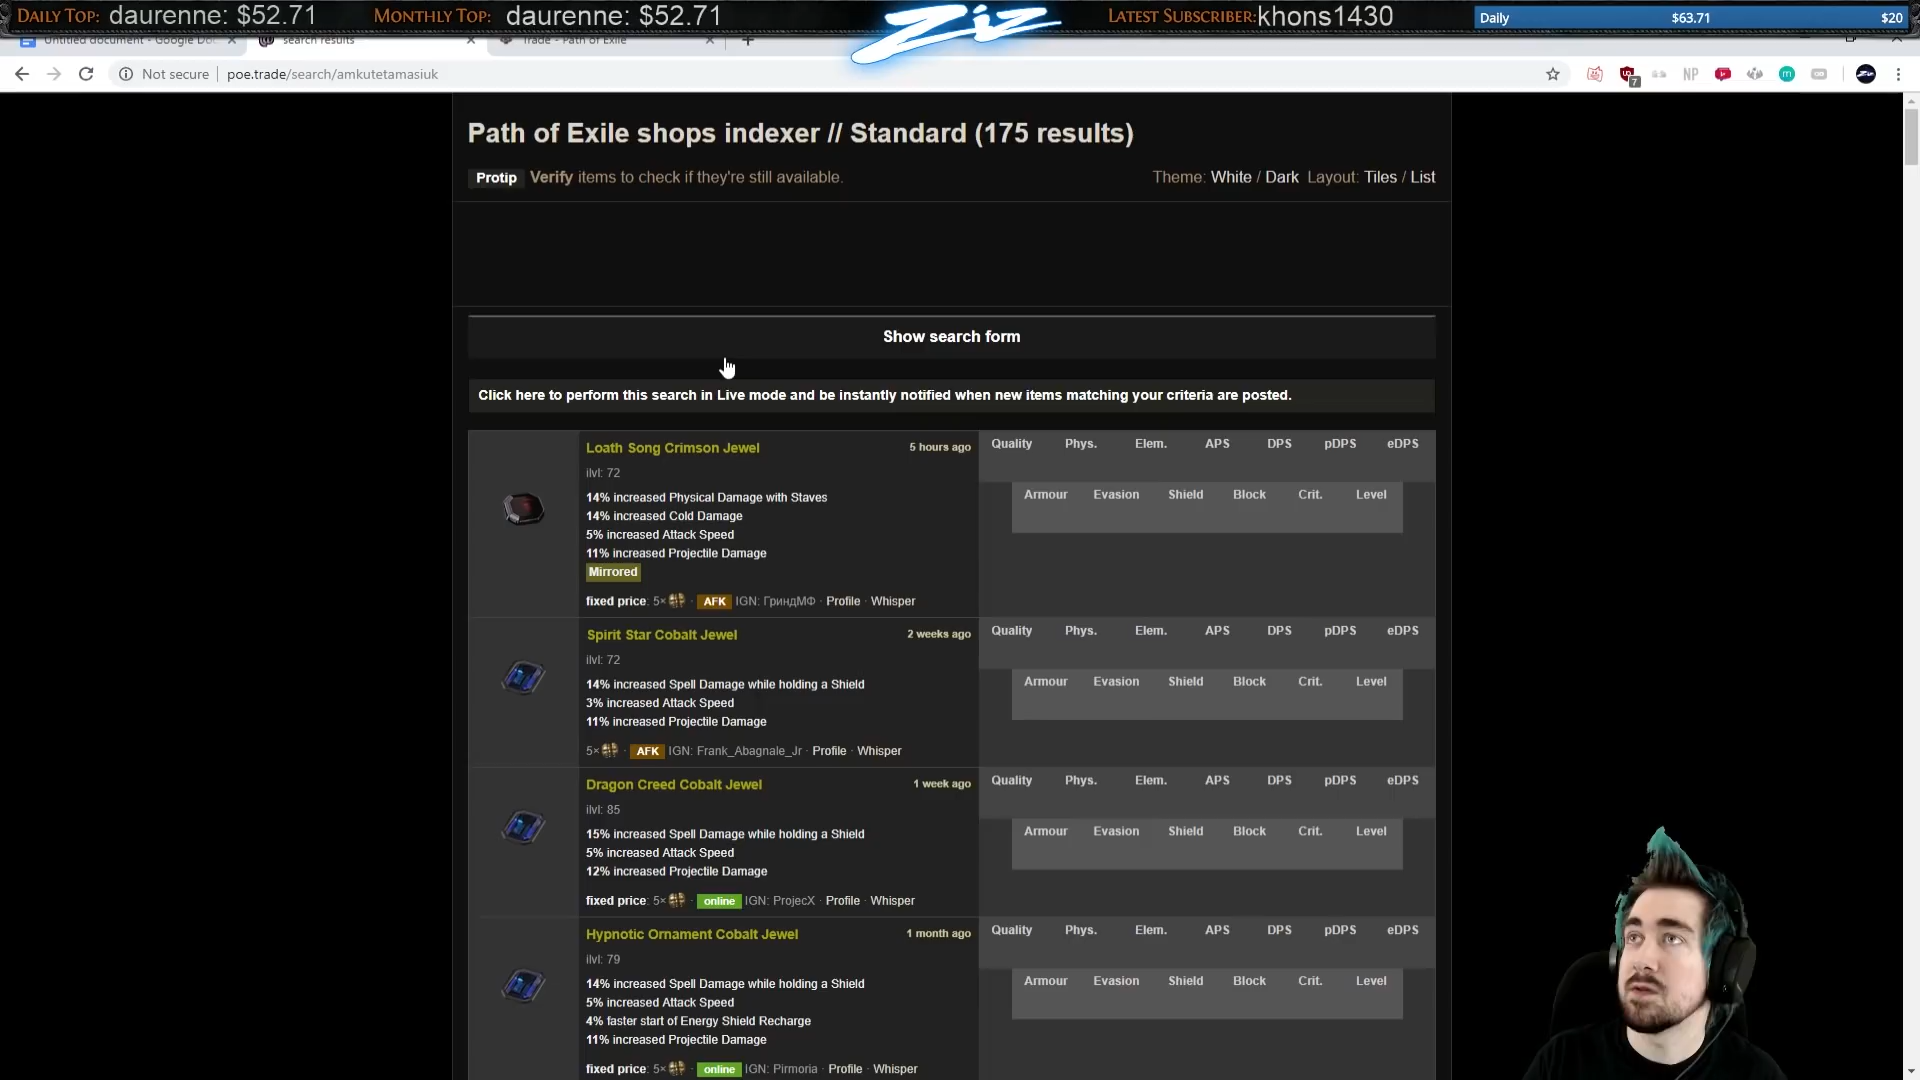 DAILY TOP: daurenne: $52.71 MONTHLY TOP: daurenne: $52.71 Ziz LATEST SUBSCRIBER: khons1430 Daily $63.71 $20
Untitled document - Google Doc search results Trade - Path of Exile
Not secure poe.trade/search/amkutetamasiuk 7 NP m
Path of Exile shops indexer // Standard (175 results)
Protip Verify items to check if they're still available. Theme: White / Dark Layout: Tiles / List
Show search form
Click here to perform this search in Live mode and be instantly notified when new items matching your criteria are posted.
Loath Song Crimson Jewel 5 hours ago Quality Phys. Elem. APS DPS pDPS eDPS
ilvl: 72
14% increased Physical Damage with Staves Armour Evasion Shield Block Crit. Level
14% increased Cold Damage
5% increased Attack Speed
11% increased Projectile Damage
Mirrored
fixed price: 5× · AFK IGN: ГриндМФ · Profile · Whisper
Spirit Star Cobalt Jewel 2 weeks ago Quality Phys. Elem. APS DPS pDPS eDPS
ilvl: 72
14% increased Spell Damage while holding a Shield Armour Evasion Shield Block Crit. Level
3% increased Attack Speed
11% increased Projectile Damage
5× · AFK IGN: Frank_Abagnale_Jr · Profile · Whisper
Dragon Creed Cobalt Jewel 1 week ago Quality Phys. Elem. APS DPS pDPS eDPS
ilvl: 85
15% increased Spell Damage while holding a Shield Armour Evasion Shield Block Crit. Level
5% increased Attack Speed
12% increased Projectile Damage
fixed price: 5× · online IGN: ProjecX · Profile · Whisper
Hypnotic Ornament Cobalt Jewel 1 month ago Quality Phys. Elem. APS DPS pDPS eDPS
ilvl: 79
14% increased Spell Damage while holding a Shield Armour Evasion Shield Block Crit. Level
5% increased Attack Speed
4% faster start of Energy Shield Recharge
11% increased Projectile Damage
fixed price: 5× · online IGN: Pirmoria · Profile · Whisper